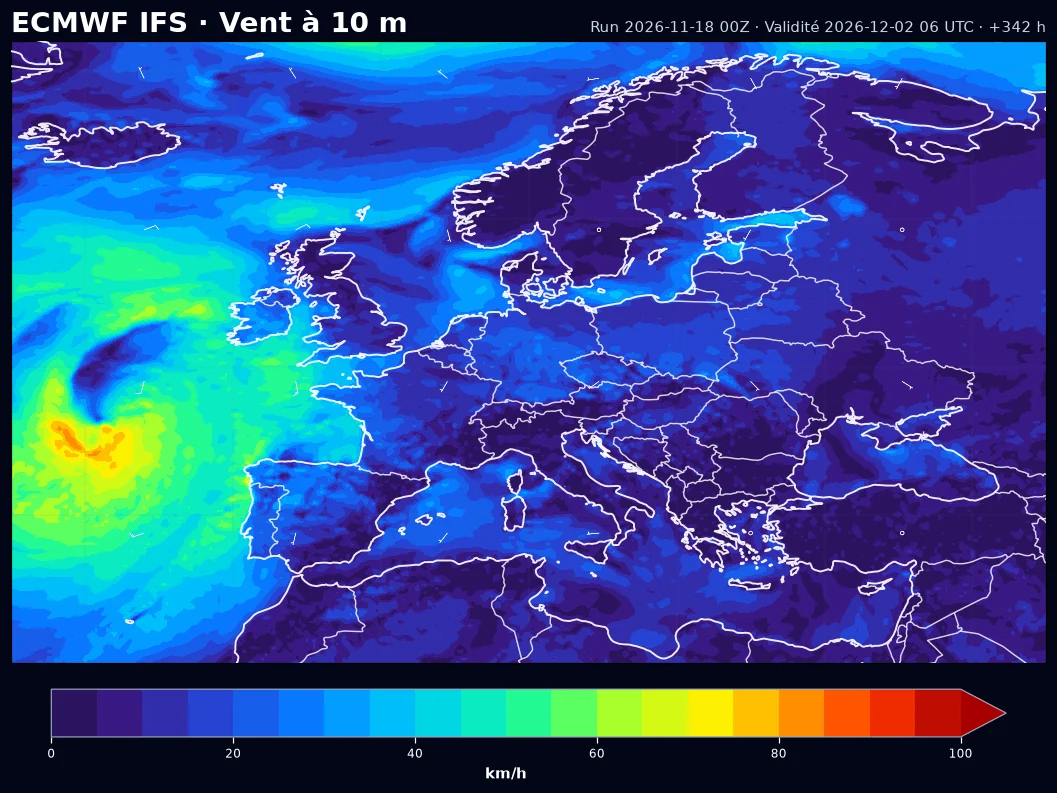 ECMWF IFS · Vent à 10 m
Run 2026-11-18 00Z · Validité 2026-12-02 06 UTC · +342 h
0 20 40 60 80 100
km/h